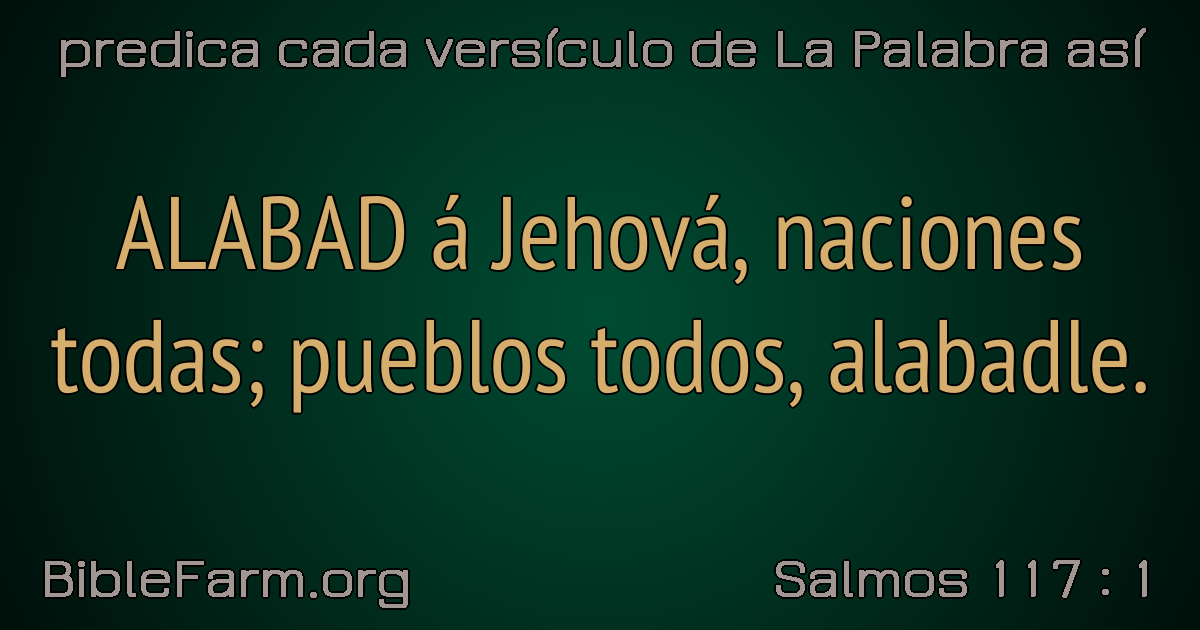 predica cada versículo de La Palabra así
ALABAD á Jehová, naciones
todas; pueblos todos, alabadle.
BibleFarm.org
Salmos 117 : 1